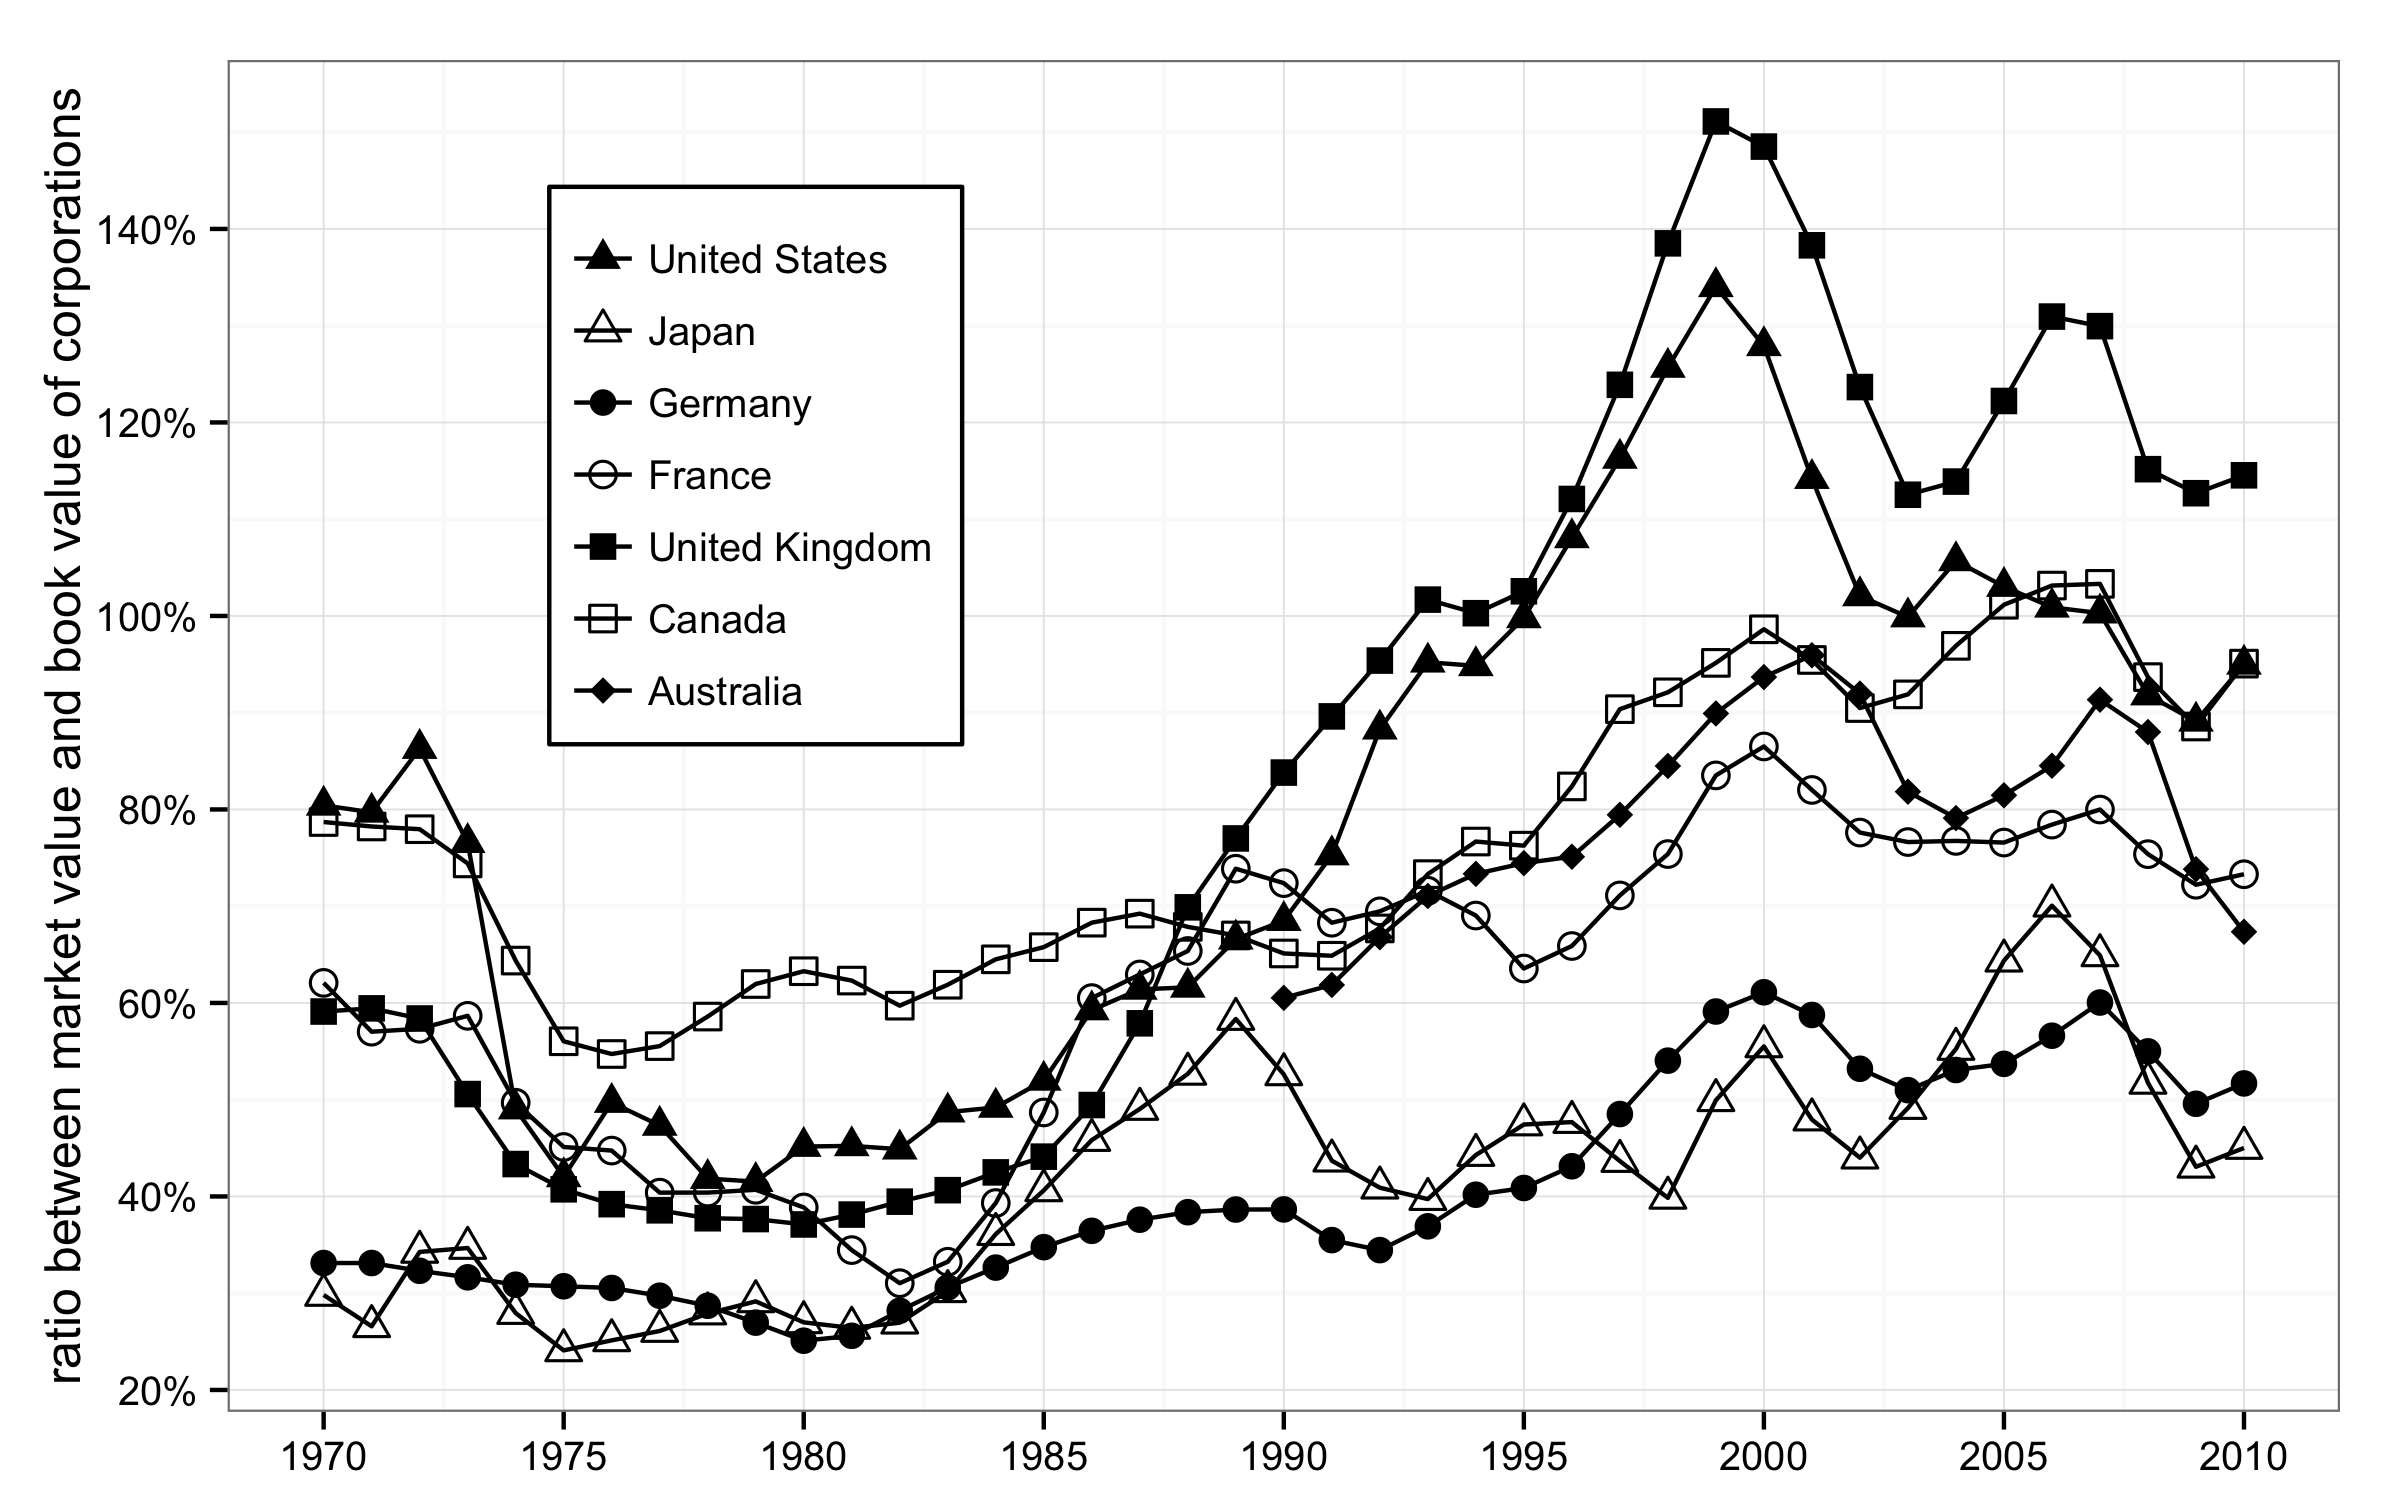 ratio between market value and book value of corporations
140%
120%
100%
80%
60%
40%
20%
United States
Japan
Germany
France
United Kingdom
Canada
Australia
1970 1975 1980 1985 1990 1995 2000 2005 2010